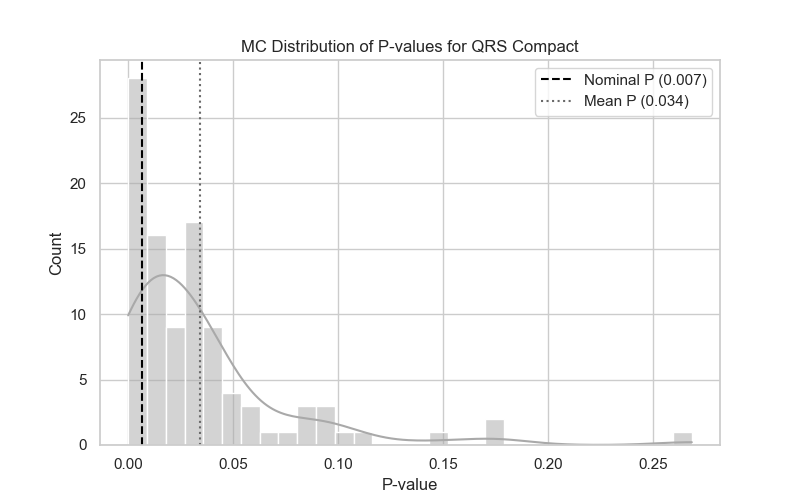 MC Distribution of P-values for QRS Compact
Nominal P (0.007)
Mean P (0.034)
Count
25
20
15
10
5
0
0.00 0.05 0.10 0.15 0.20 0.25
P-value